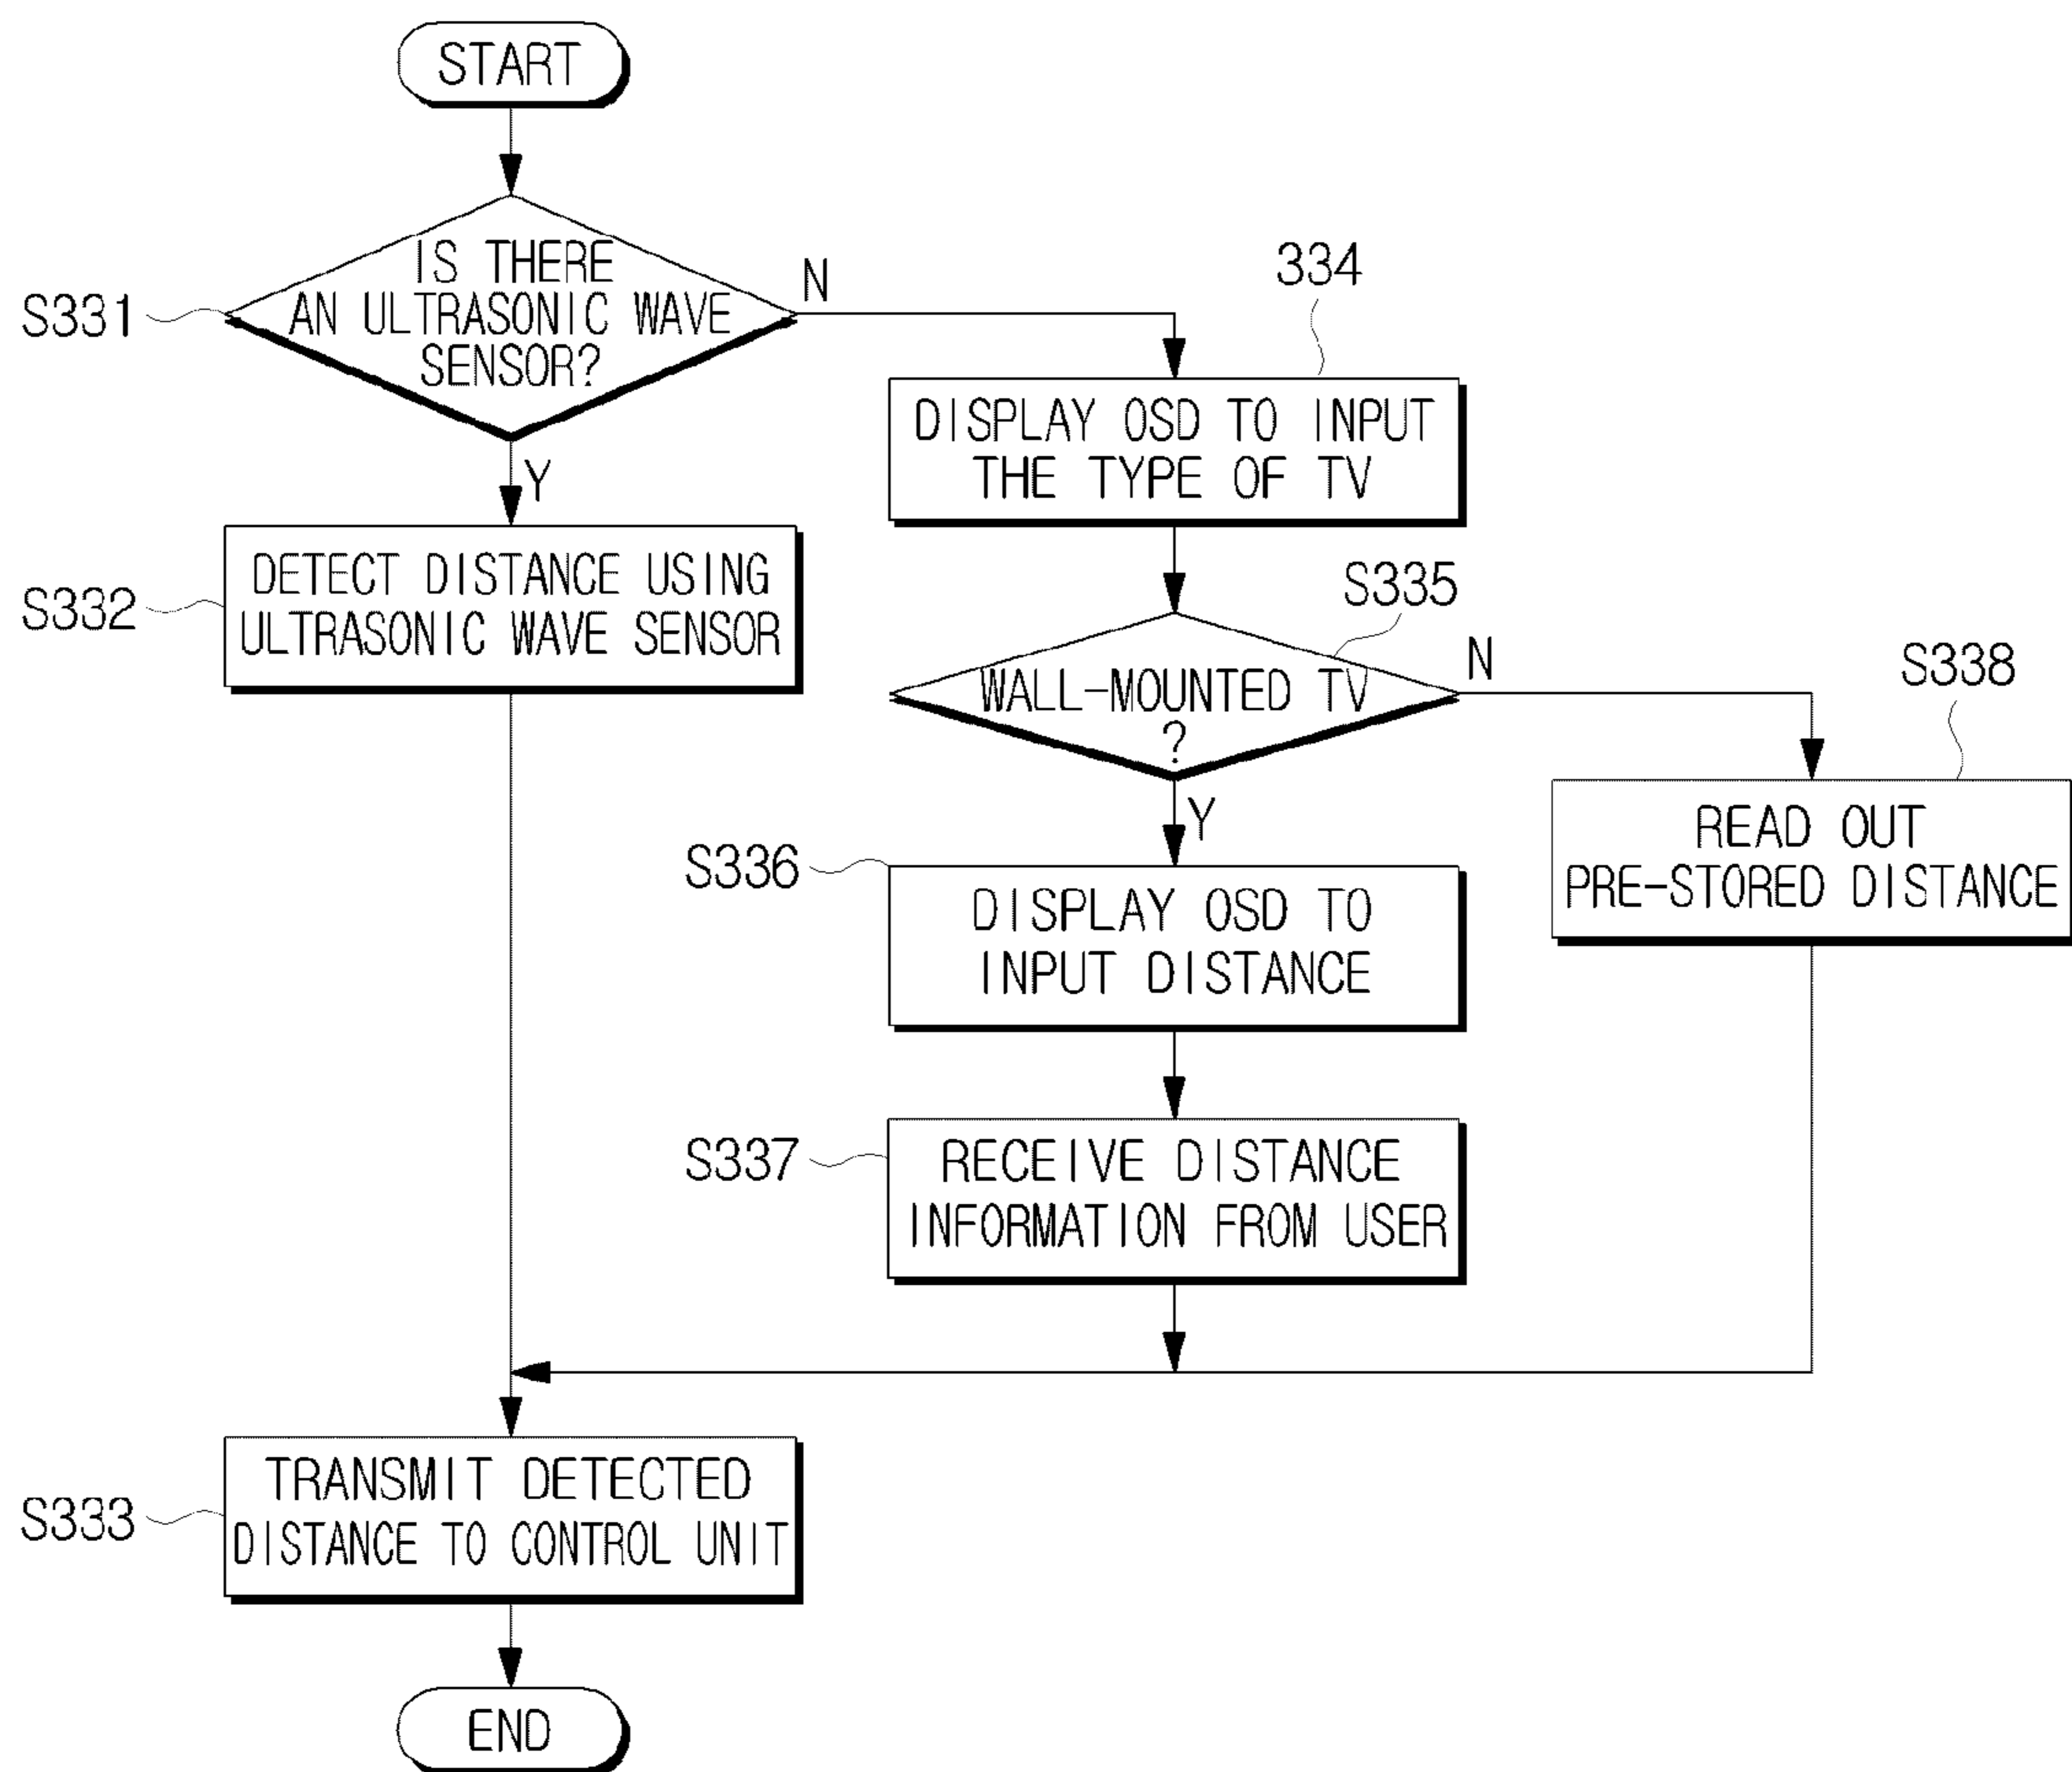 START
IS THERE
AN ULTRASONIC WAVE
SENSOR?
S331
N
Y
334
DISPLAY OSD TO INPUT
THE TYPE OF TV
S332
DETECT DISTANCE USING
ULTRASONIC WAVE SENSOR
S335
WALL-MOUNTED TV
?
N
Y
S338
READ OUT
PRE-STORED DISTANCE
S336
DISPLAY OSD TO
INPUT DISTANCE
S337
RECEIVE DISTANCE
INFORMATION FROM USER
S333
TRANSMIT DETECTED
DISTANCE TO CONTROL UNIT
END